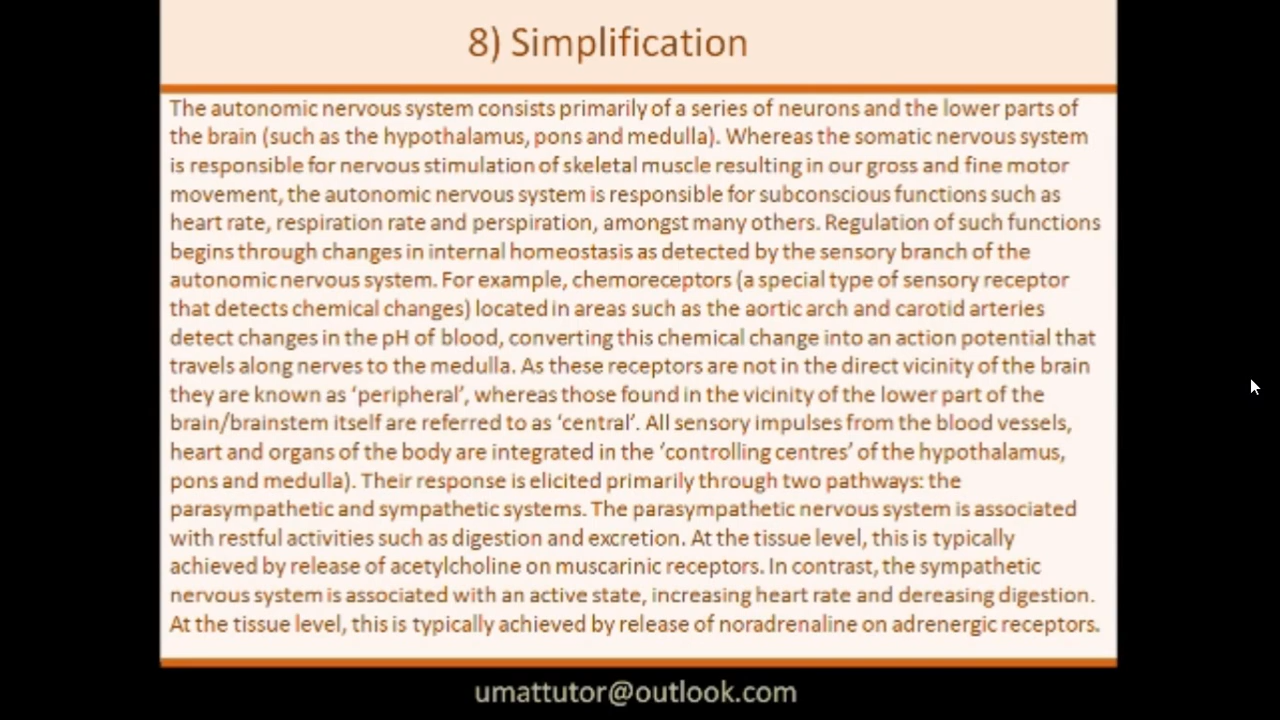 8) Simplification
The autonomic nervous system consists primarily of a series of neurons and the lower parts of
the brain (such as the hypothalamus, pons and medulla). Whereas the somatic nervous system
is responsible for nervous stimulation of skeletal muscle resulting in our gross and fine motor
movement, the autonomic nervous system is responsible for subconscious functions such as
heart rate, respiration rate and perspiration, amongst many others. Regulation of such functions
begins through changes in internal homeostasis as detected by the sensory branch of the
autonomic nervous system. For example, chemoreceptors (a special type of sensory receptor
that detects chemical changes) located in areas such as the aortic arch and carotid arteries
detect changes in the pH of blood, converting this chemical change into an action potential that
travels along nerves to the medulla. As these receptors are not in the direct vicinity of the brain
they are known as ‘peripheral’, whereas those found in the vicinity of the lower part of the
brain/brainstem itself are referred to as ‘central’. All sensory impulses from the blood vessels,
heart and organs of the body are integrated in the ‘controlling centres’ of the hypothalamus,
pons and medulla). Their response is elicited primarily through two pathways: the
parasympathetic and sympathetic systems. The parasympathetic nervous system is associated
with restful activities such as digestion and excretion. At the tissue level, this is typically
achieved by release of acetylcholine on muscarinic receptors. In contrast, the sympathetic
nervous system is associated with an active state, increasing heart rate and dereasing digestion.
At the tissue level, this is typically achieved by release of noradrenaline on adrenergic receptors.
umattutor@outlook.com